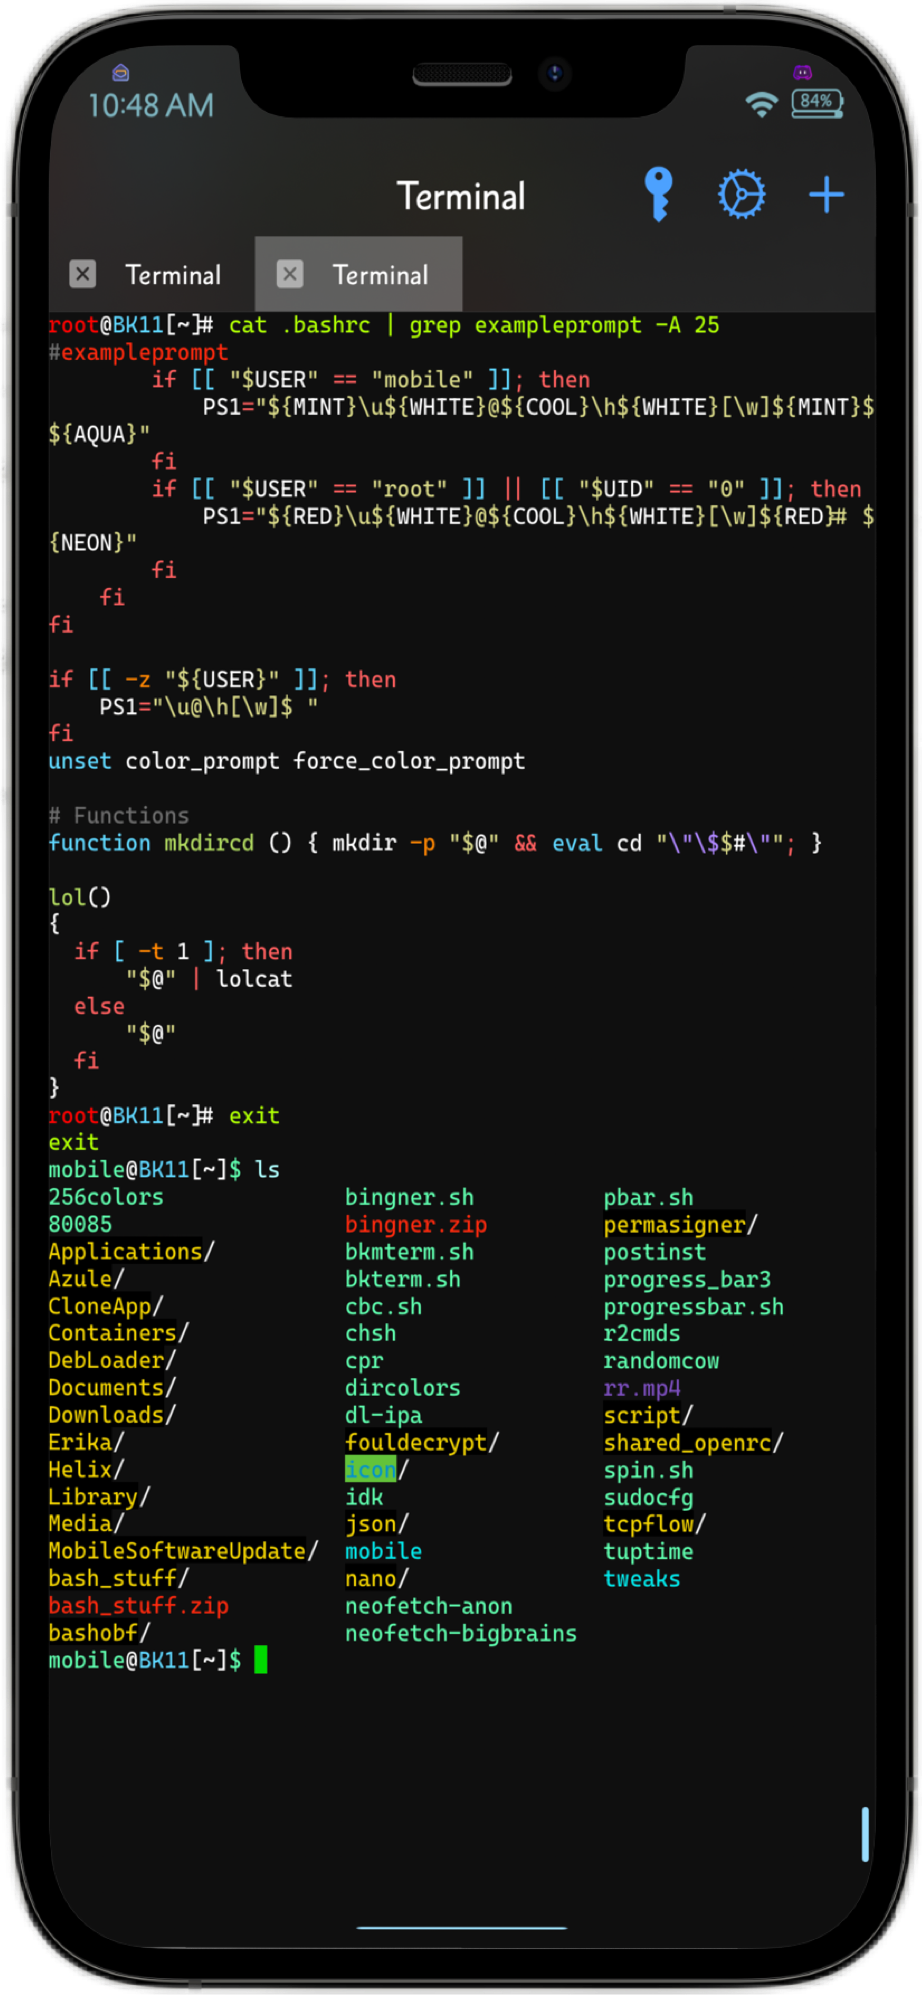 10:48 AM
84%
Terminal
Terminal Terminal
root@BK11[~]# cat .bashrc | grep exampleprompt -A 25
#exampleprompt
        if [[ "$USER" == "mobile" ]]; then
            PS1="${MINT}\u${WHITE}@${COOL}\h${WHITE}[\w]${MINT}$
${AQUA}"
        fi
        if [[ "$USER" == "root" ]] || [[ "$UID" == "0" ]]; then
            PS1="${RED}\u${WHITE}@${COOL}\h${WHITE}[\w]${RED}# $
{NEON}"
        fi
    fi
fi

if [[ -z "${USER}" ]]; then
    PS1="\u@\h[\w]$ "
fi
unset color_prompt force_color_prompt

# Functions
function mkdircd () { mkdir -p "$@" && eval cd "\"\$$#\""; }

lol()
{
  if [ -t 1 ]; then
      "$@" | lolcat
  else
      "$@"
  fi
}
root@BK11[~]# exit
exit
mobile@BK11[~]$ ls
256colors              bingner.sh          pbar.sh
80085                  bingner.zip         permasigner/
Applications/          bkmterm.sh          postinst
Azule/                 bkterm.sh           progress_bar3
CloneApp/              cbc.sh              progressbar.sh
Containers/            chsh                r2cmds
DebLoader/             cpr                 randomcow
Documents/             dircolors           rr.mp4
Downloads/             dl-ipa              script/
Erika/                 fouldecrypt/        shared_openrc/
Helix/                 icon/               spin.sh
Library/               idk                 sudocfg
Media/                 json/               tcpflow/
MobileSoftwareUpdate/  mobile              tuptime
bash_stuff/            nano/               tweaks
bash_stuff.zip         neofetch-anon
bashobf/               neofetch-bigbrains
mobile@BK11[~]$